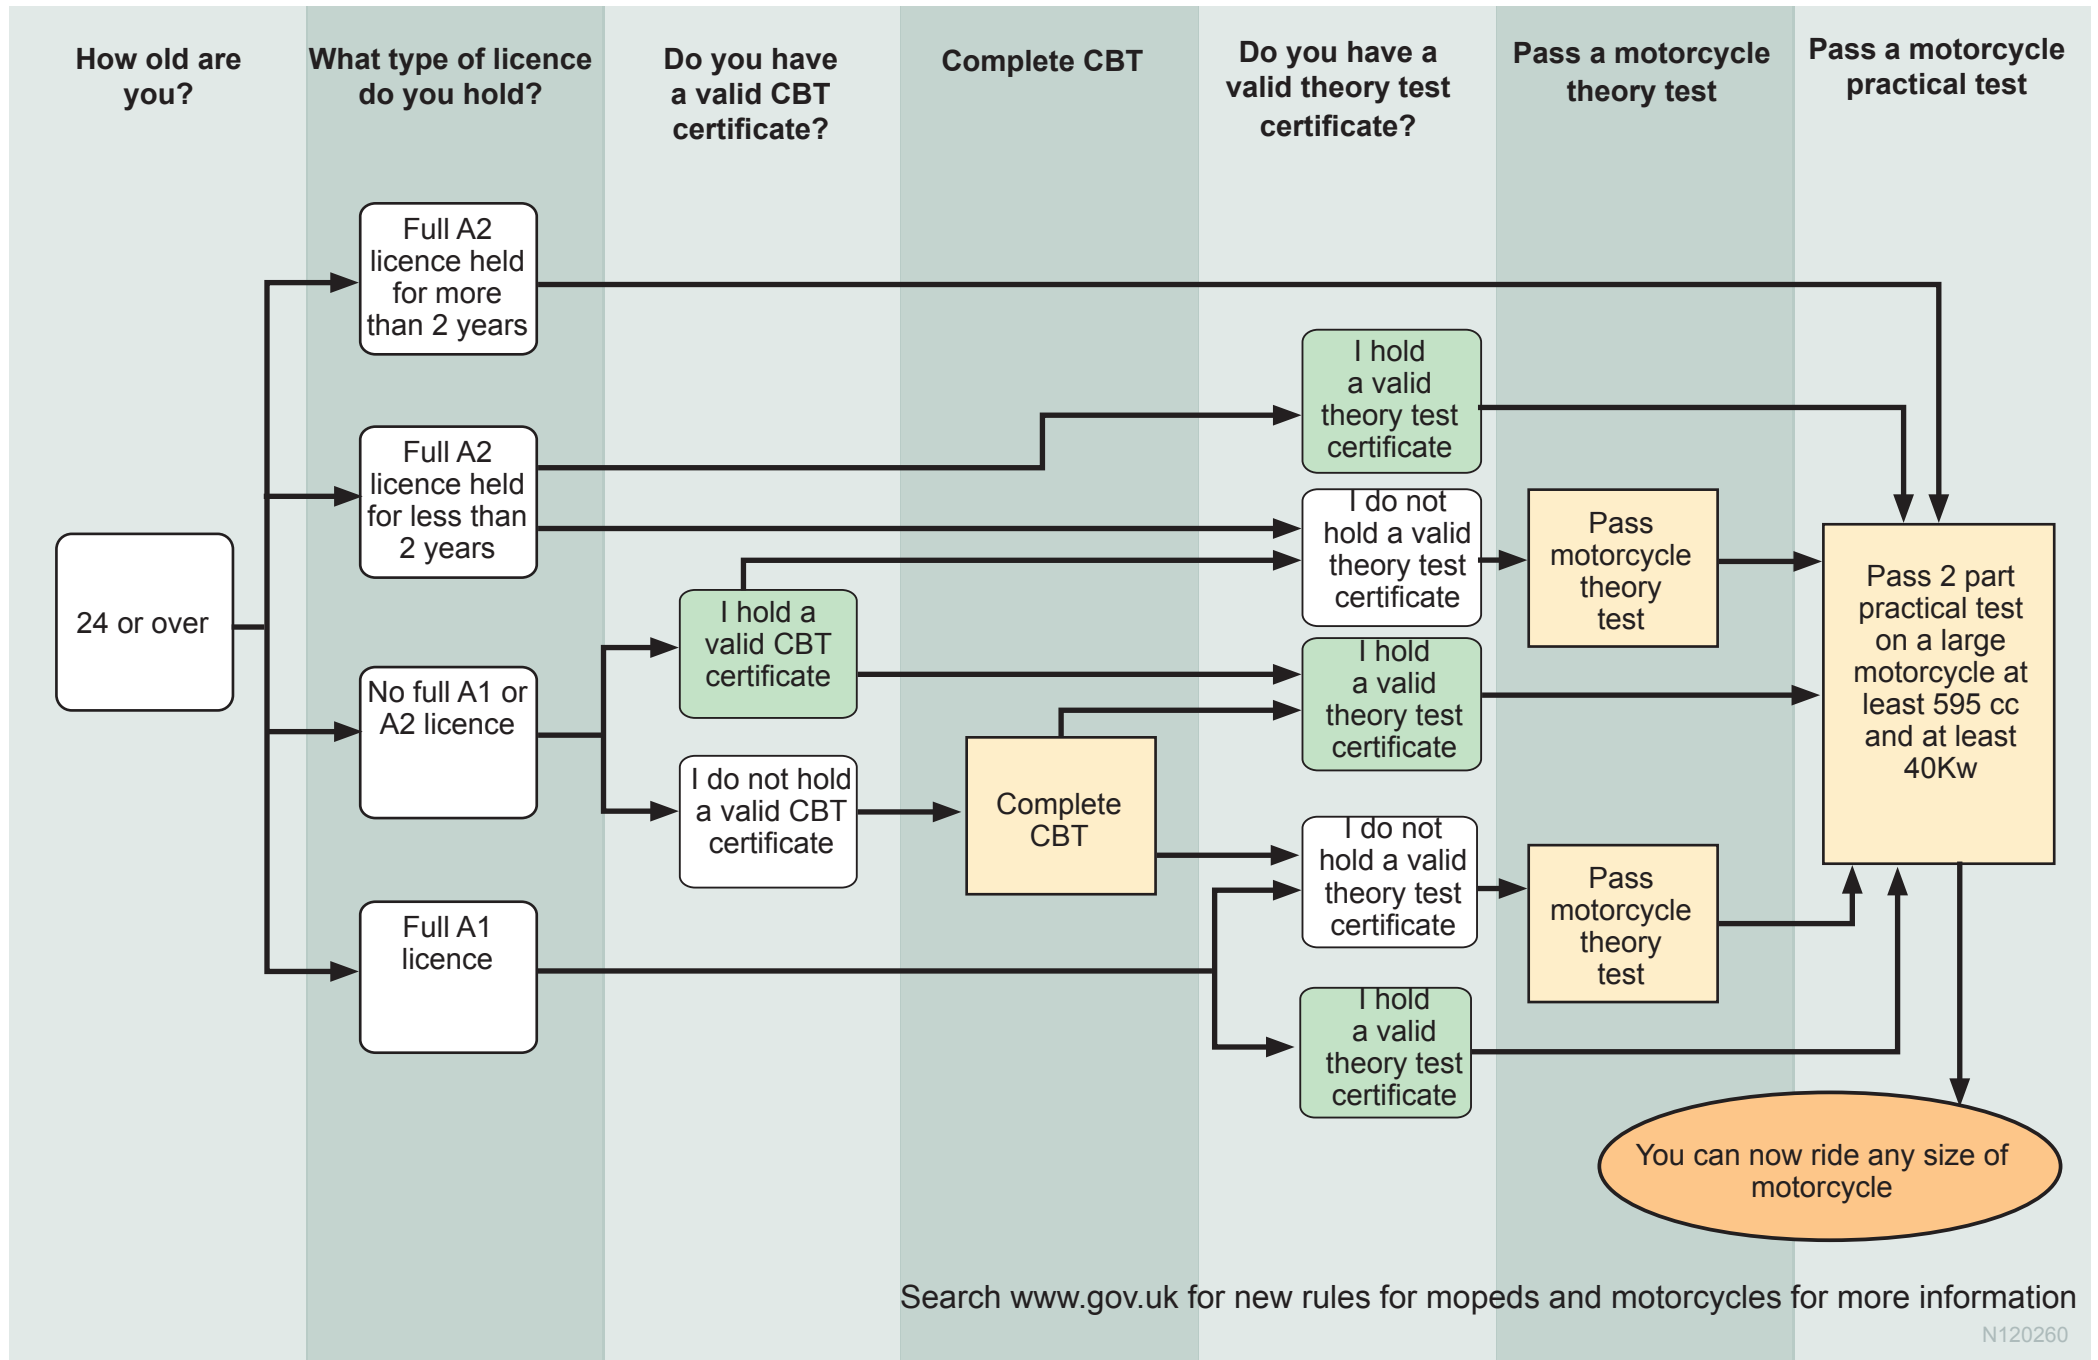 How old are
you?
What type of licence
do you hold?
Do you have
a valid CBT
certificate?
Complete CBT
Do you have a
valid theory test
certificate?
Pass a motorcycle
theory test
Pass a motorcycle
practical test
24 or over
Full A2
licence held
for more
than 2 years
Full A2
licence held
for less than
2 years
No full A1 or
A2 licence
Full A1
licence
I hold a
valid CBT
certificate
I do not hold
a valid CBT
certificate
Complete
CBT
I hold
a valid
theory test
certificate
I do not
hold a valid
theory test
certificate
I hold
a valid
theory test
certificate
I do not
hold a valid
theory test
certificate
I hold
a valid
theory test
certificate
Pass
motorcycle
theory
test
Pass
motorcycle
theory
test
Pass 2 part
practical test
on a large
motorcycle at
least 595 cc
and at least
40Kw
You can now ride any size of
motorcycle
Search www.gov.uk for new rules for mopeds and motorcycles for more information
N120260